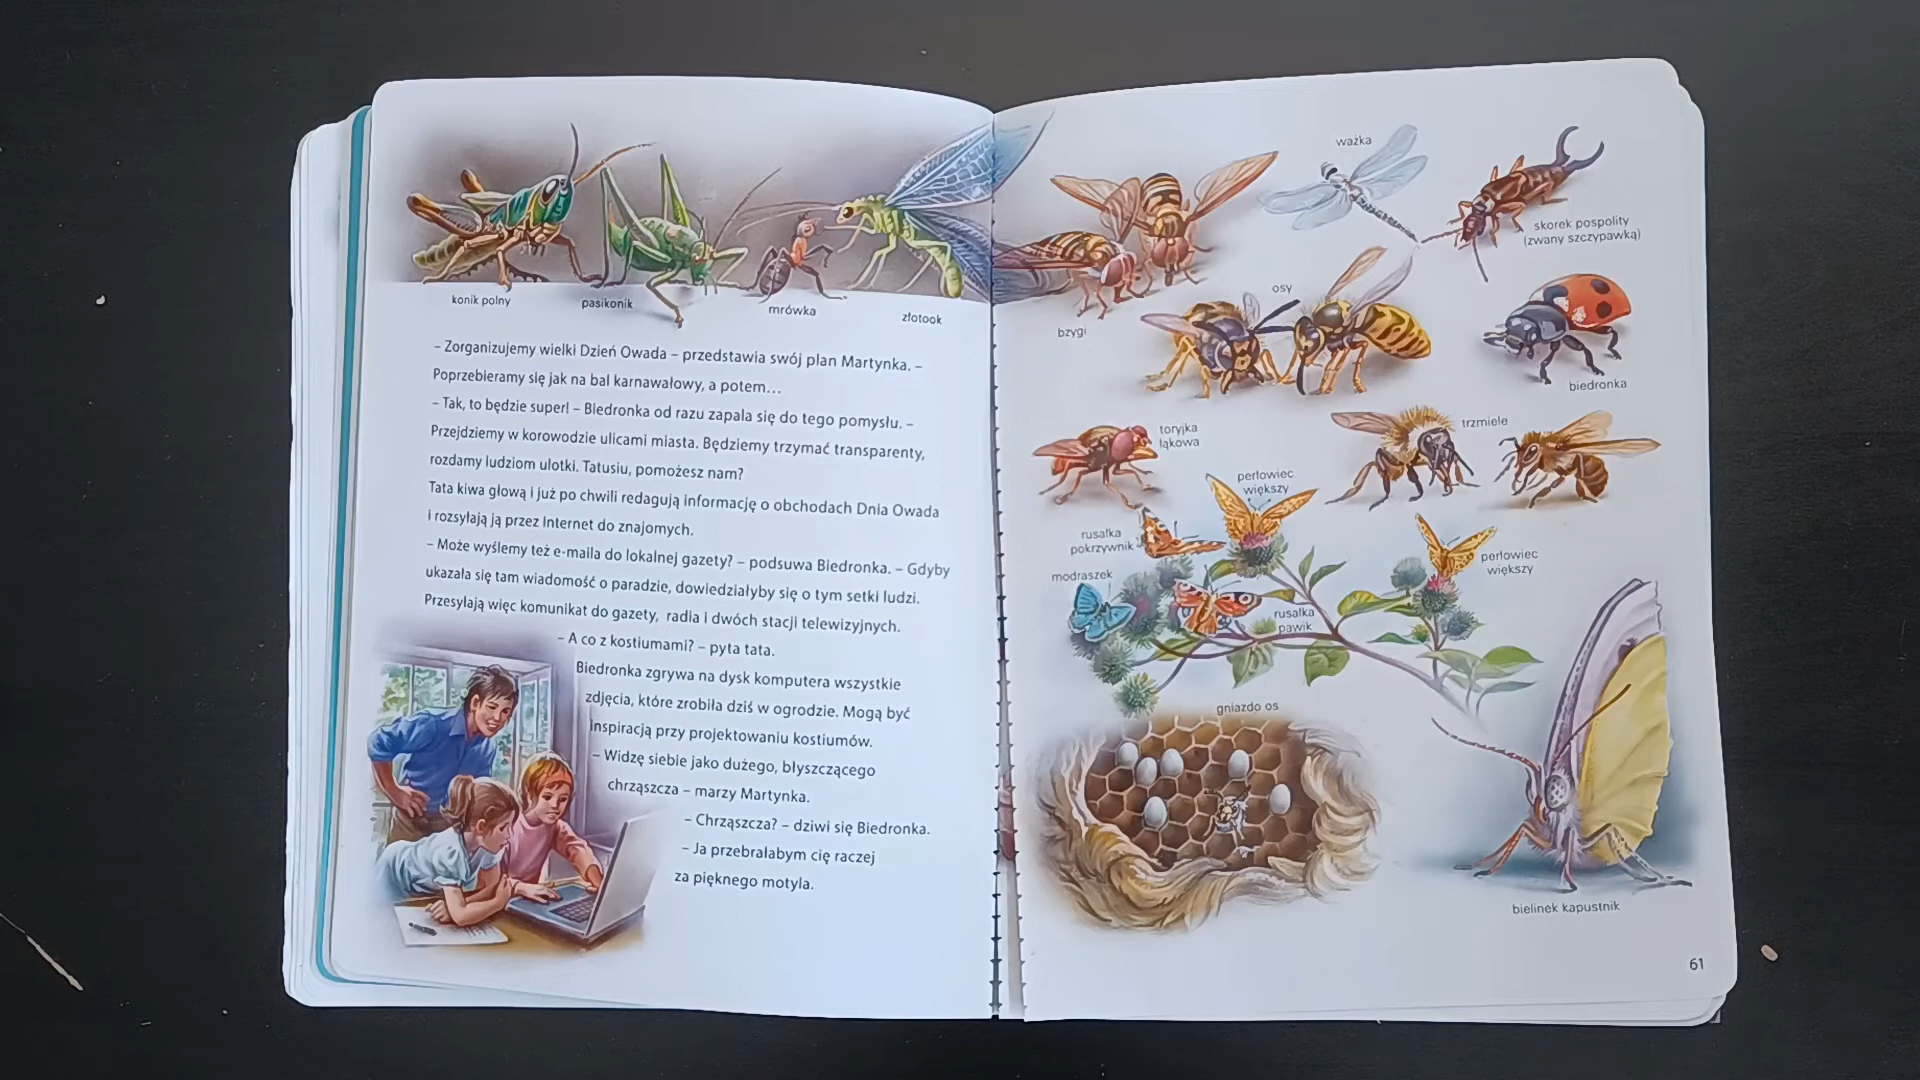 konik polny
pasikonik
mrówka
złotook
– Zorganizujemy wielki Dzień Owada – przedstawia swój plan Martynka. –
Poprzebieramy się jak na bal karnawałowy, a potem...
– Tak, to będzie super! – Biedronka od razu zapala się do tego pomysłu. –
Przejdziemy w korowodzie ulicami miasta. Będziemy trzymać transparenty,
rozdamy ludziom ulotki. Tatusiu, pomożesz nam?
Tata kiwa głową i już po chwili redagują informację o obchodach Dnia Owada
i rozsyłają ją przez Internet do znajomych.
– Może wyślemy też e-maila do lokalnej gazety? – podsuwa Biedronka. – Gdyby
ukazała się tam wiadomość o paradzie, dowiedziałyby się o tym setki ludzi.
Przesyłają więc komunikat do gazety, radia i dwóch stacji telewizyjnych.
– A co z kostiumami? – pyta tata.
Biedronka zgrywa na dysk komputera wszystkie
zdjęcia, które zrobiła dziś w ogrodzie. Mogą być
inspiracją przy projektowaniu kostiumów.
– Widzę siebie jako dużego, błyszczącego
chrząszcza – marzy Martynka.
– Chrząszcza? – dziwi się Biedronka.
– Ja przebrałabym cię raczej
za pięknego motyla.
ważka
skorek pospolity
(zwany szczypawką)
osy
bzygi
biedronka
toryjka
łąkowa
trzmiele
perłowiec
większy
rusałka
pokrzywnik
perłowiec
większy
modraszek
rusałka
pawik
gniazdo os
bielinek kapustnik
61